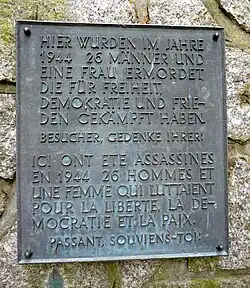 HIER WURDEN IM JAHRE
1944 26 MÄNNER UND
EINE FRAU ERMORDET,
DIE FÜR FREIHEIT,
DEMOKRATIE UND FRIE-
DEN GEKÄMPFT HABEN.
BESUCHER, GEDENKE IHRER!
ICI ONT ETE ASSASSINES
EN 1944 26 HOMMES ET
UNE FEMME QUI LUTTAIENT
POUR LA LIBERTE, LA DE-
MOCRATIE ET LA PAIX.
PASSANT, SOUVIENS-TOI!